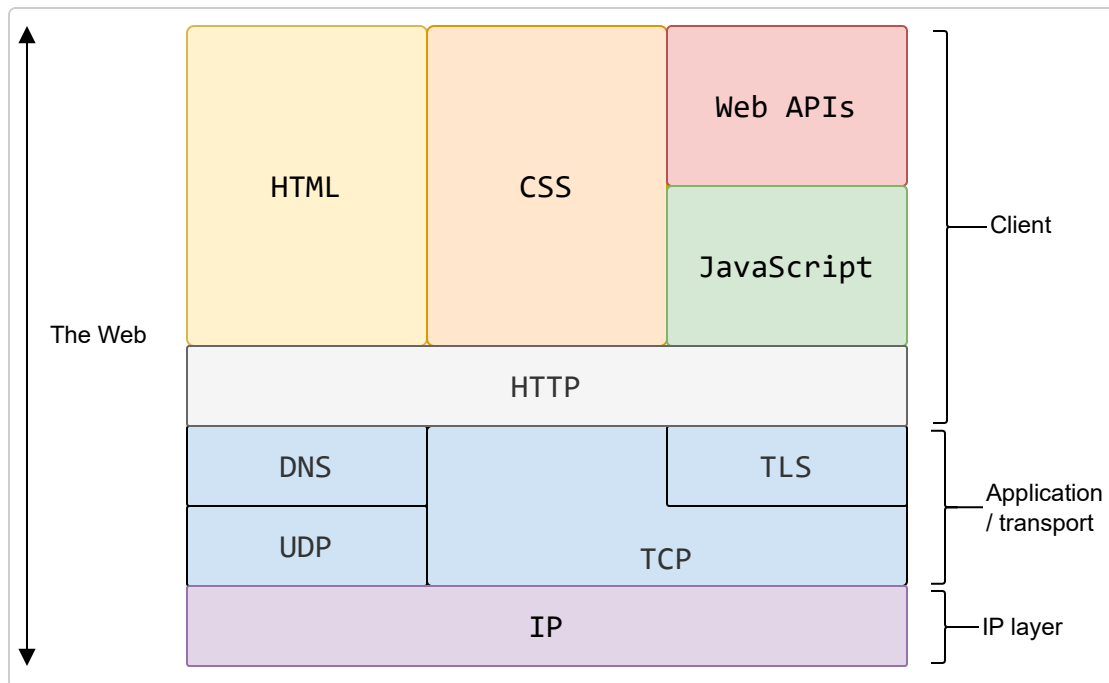 Web APIs
HTML
CSS
Client
JavaScript
The Web
HTTP
DNS
TLS
Application
/ transport
UDP
TCP
IP
IP layer